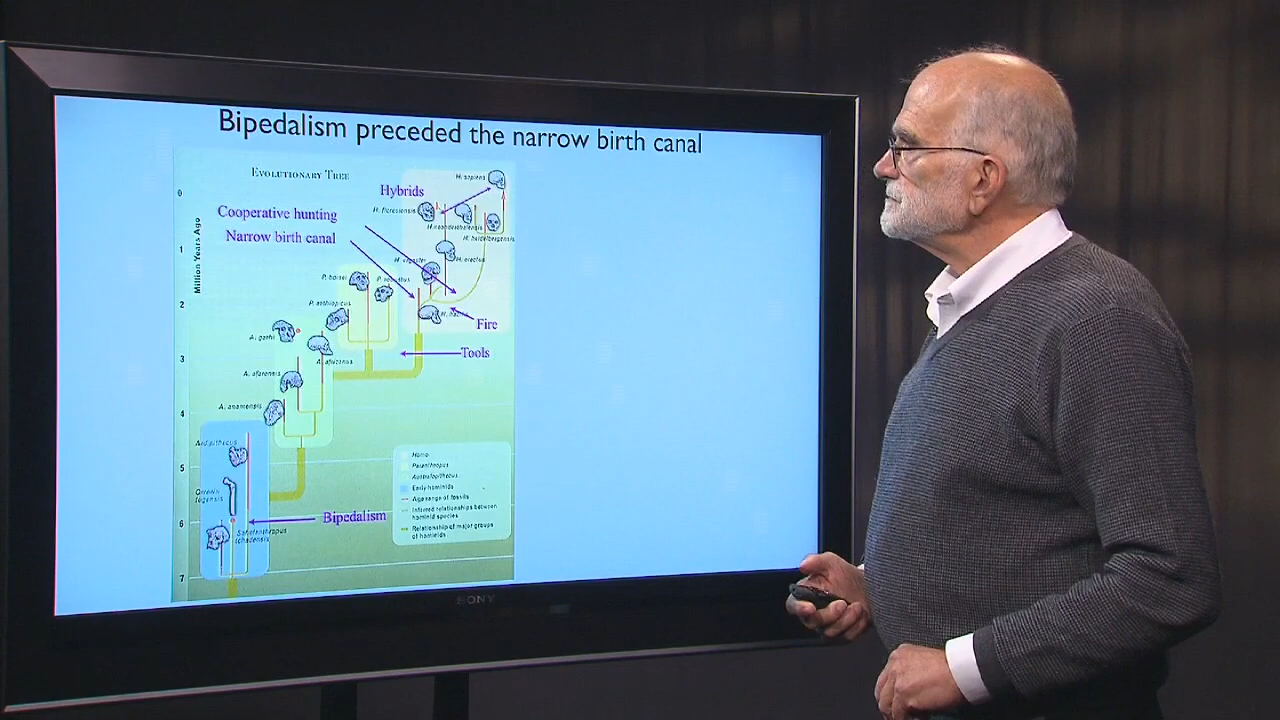 Bipedalism preceded the narrow birth canal
EVOLUTIONARY TREE
Million Years Ago
0
1
2
3
4
5
6
7
Hybrids
Cooperative hunting
Narrow birth canal
Fire
Tools
Bipedalism
H. sapiens
H. floresiensis
H. neanderthalensis
H. heidelbergensis
H. erectus
H. ergaster
P. boisei
P. robustus
P. aethiopicus
A. garhi
A. africanus
A. afarensis
A. anamensis
Ardipithecus
Orrorin
tugensis
Sahelanthropus
tchadensis
Homo
Paranthropus
Australopithecus
Early hominids
Age range of fossils
Inferred relationships between
hominid species
Relationship of major groups
of hominids
SONY